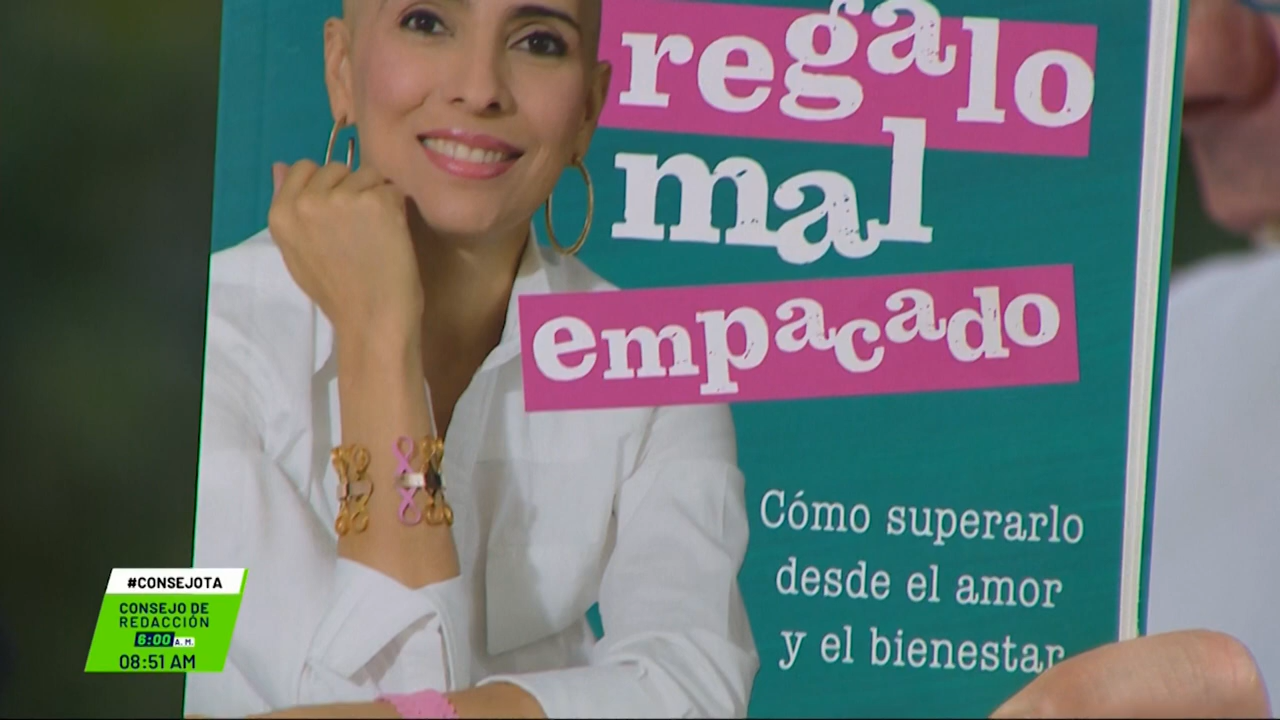 regalo
mal
empacado
Cómo superarlo
desde el amor
y el bienestar
#CONSEJOTA
CONSEJO DE
REDACCIÓN
6:00 A. M.
08:51 AM